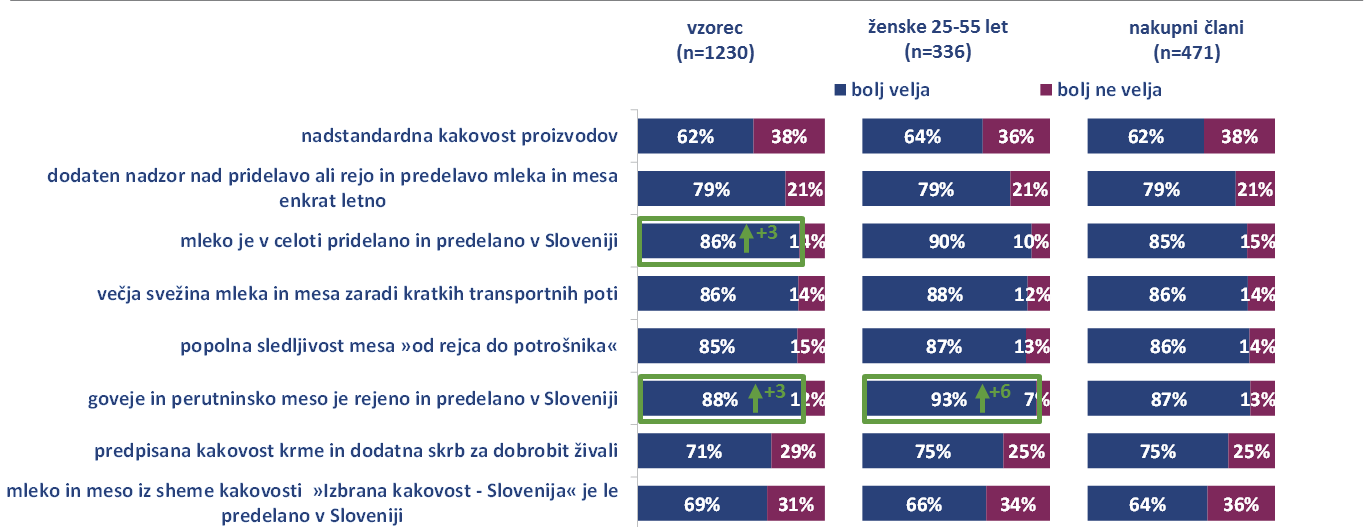 vzorec
(n=1230)
ženske 25-55 let
(n=336)
nakupni člani
(n=471)
bolj velja
bolj ne velja
nadstandardna kakovost proizvodov
62% 38% 64% 36% 62% 38%
dodaten nadzor nad pridelavo ali rejo in predelavo mleka in mesa
enkrat letno
79% 21% 79% 21% 79% 21%
mleko je v celoti pridelano in predelano v Sloveniji
86% +3 14% 90% 10% 85% 15%
večja svežina mleka in mesa zaradi kratkih transportnih poti
86% 14% 88% 12% 86% 14%
popolna sledljivost mesa »od rejca do potrošnika«
85% 15% 87% 13% 86% 14%
goveje in perutninsko meso je rejeno in predelano v Sloveniji
88% +3 12% 93% +6 7% 87% 13%
predpisana kakovost krme in dodatna skrb za dobrobit živali
71% 29% 75% 25% 75% 25%
mleko in meso iz sheme kakovosti »Izbrana kakovost - Slovenija« je le
predelano v Sloveniji
69% 31% 66% 34% 64% 36%